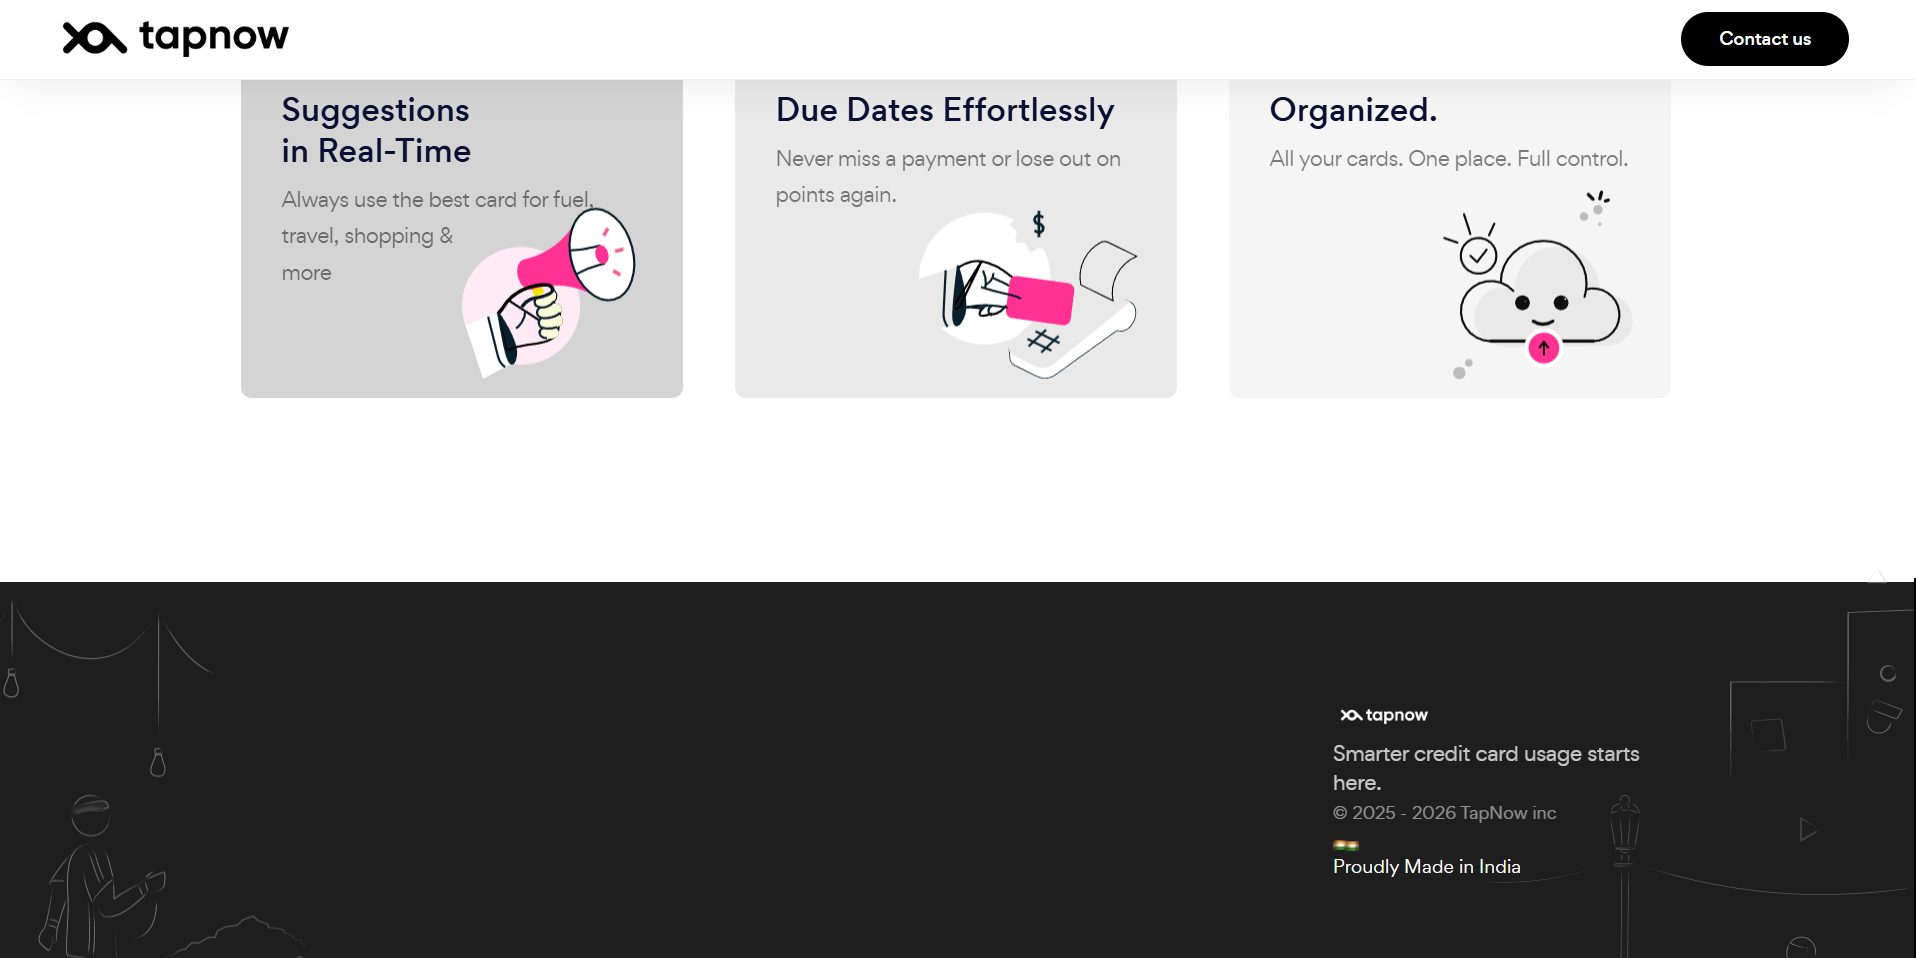 tapnow
Contact us
Suggestions
in Real-Time
Always use the best card for fuel,
travel, shopping &
more
Due Dates Effortlessly
Never miss a payment or lose out on
points again.
$
Organized.
All your cards. One place. Full control.
tapnow
Smarter credit card usage starts
here.
© 2025 - 2026 TapNow inc
Proudly Made in India